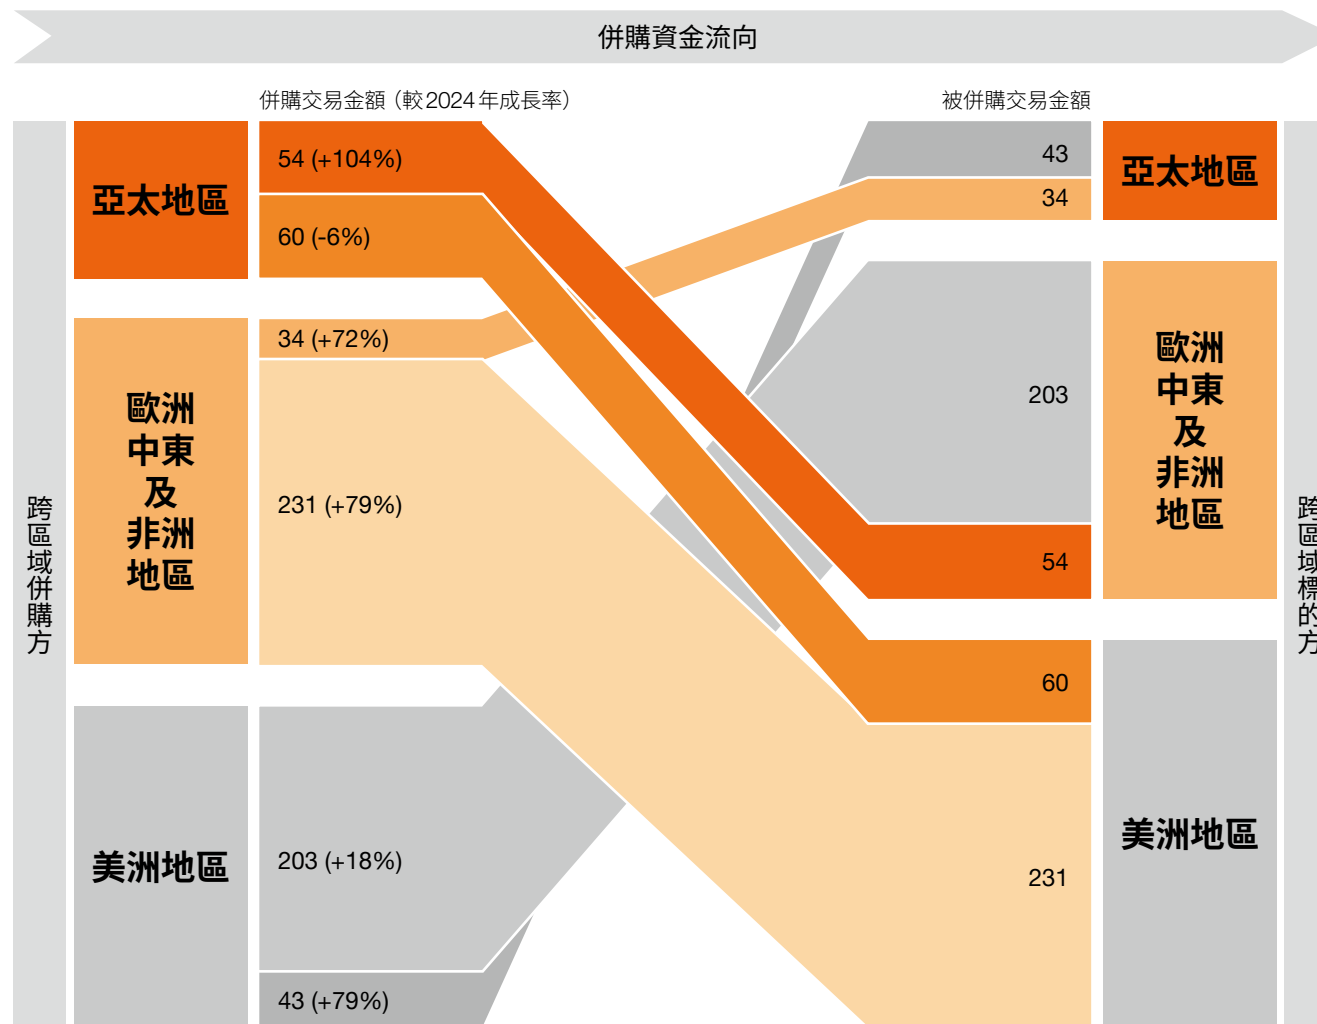 併購資金流向
併購交易金額（較2024年成長率）
被併購交易金額
跨區域併購方
亞太地區
54 (+104%)
60 (-6%)
歐洲
中東
及
非洲
地區
34 (+72%)
231 (+79%)
美洲地區
203 (+18%)
43 (+79%)
43
34
亞太地區
203
54
歐洲
中東
及
非洲
地區
60
231
美洲地區
跨區域標的方